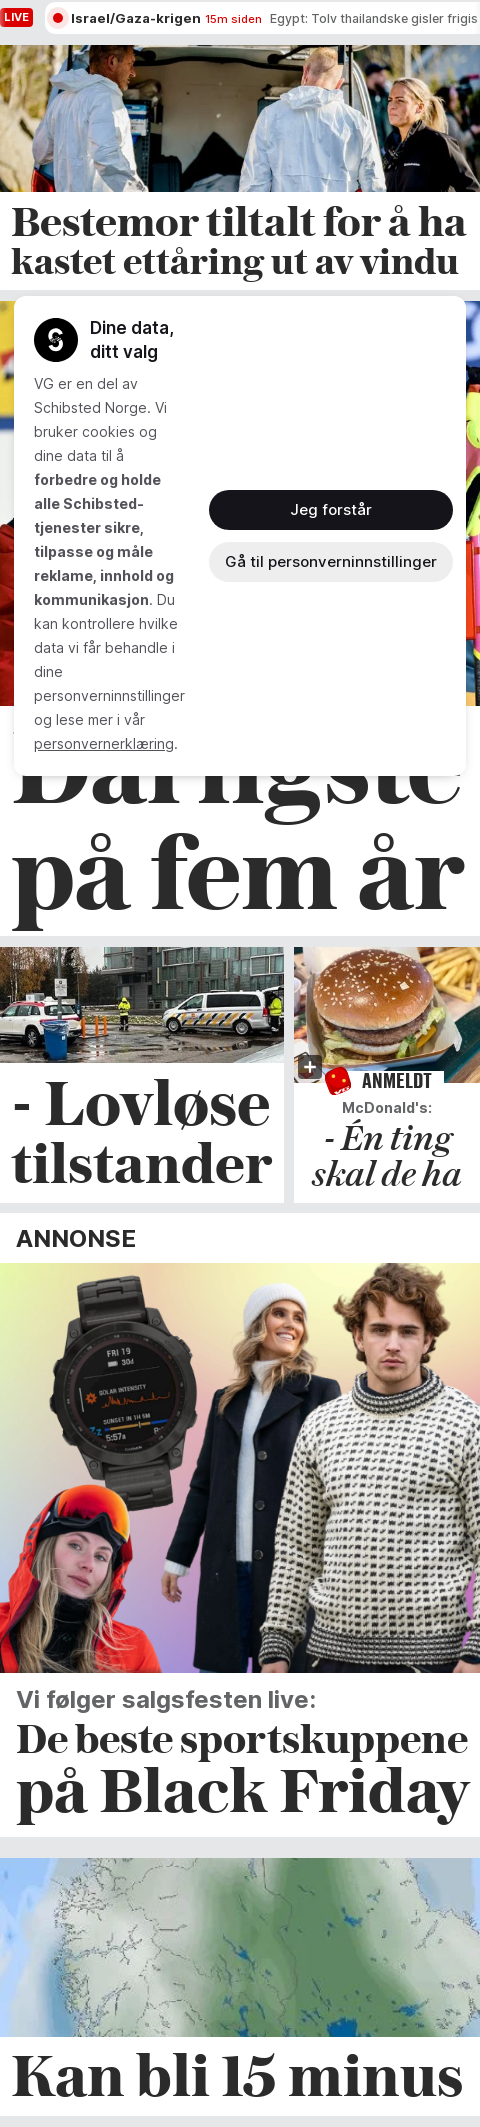 LIVE
Israel/Gaza-krigen 15m siden Egypt: Tolv thailandske gisler frigis
Bestemor tiltalt for å ha
kastet ettåring ut av vindu
Dine data,
ditt valg
VG er en del av
Schibsted Norge. Vi
bruker cookies og
dine data til å
forbedre og holde
alle Schibsted-
tjenester sikre,
tilpasse og måle
reklame, innhold og
kommunikasjon. Du
kan kontrollere hvilke
data vi får behandle i
dine
personverninnstillinger
og lese mer i vår
personvernerklæring.
Jeg forstår
Gå til personverninnstillinger
Dårligste
på fem år
- Lovløse
tilstander
ANMELDT
McDonald's:
- Én ting
skal de ha
ANNONSE
FRI 19
30d
SOLAR INTENSITY
SUNSET IN 1H 5M
5:57a
Vi følger salgsfesten live:
De beste sportskuppene
på Black Friday
Kan bli 15 minus